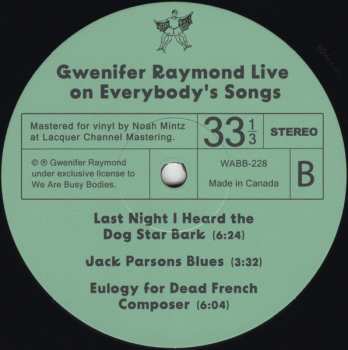 Gwenifer Raymond Live
on Everybody's Songs
Mastered for vinyl by Noah Mintz
at Lacquer Channel Mastering.
33 1/3
STEREO
© ℗ Gwenifer Raymond
under exclusive license to
We Are Busy Bodies.
WABB-228
Made in Canada
B
Last Night I Heard the
Dog Star Bark (6:24)
Jack Parsons Blues (3:32)
Eulogy for Dead French
Composer (6:04)